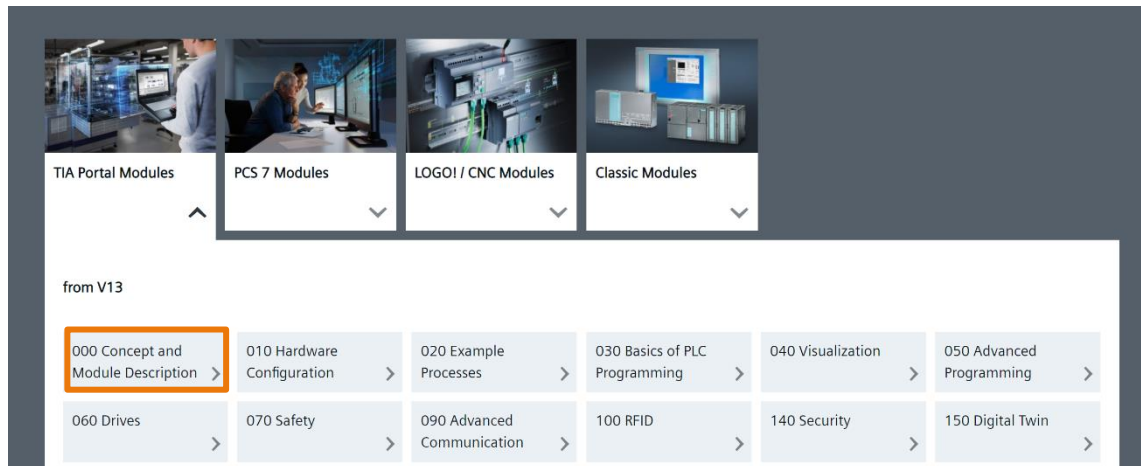 TIA Portal Modules
PCS 7 Modules
LOGO! / CNC Modules
Classic Modules
from V13
000 Concept and
Module Description
010 Hardware
Configuration
020 Example
Processes
030 Basics of PLC
Programming
040 Visualization
050 Advanced
Programming
060 Drives
070 Safety
090 Advanced
Communication
100 RFID
140 Security
150 Digital Twin